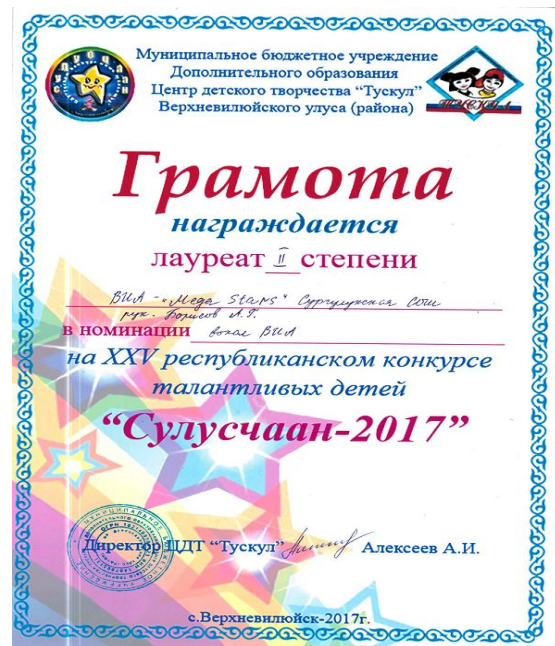 Муниципальное бюджетное учреждение
Дополнительного образования
Центр детского творчества “Тускул”
Верхневилюйского улуса (района)
Грамота
награждается
лауреат II степени
ВИА - "Mega Stars" Сургулукская СОШ
рук. Борисов А.Г.
в номинации вокал ВИА
на XXV республиканском конкурсе
талантливых детей
“Сулусчаан-2017”
Директор ЦДТ “Тускул” Алексеев А.И.
с.Верхневилюйск-2017г.